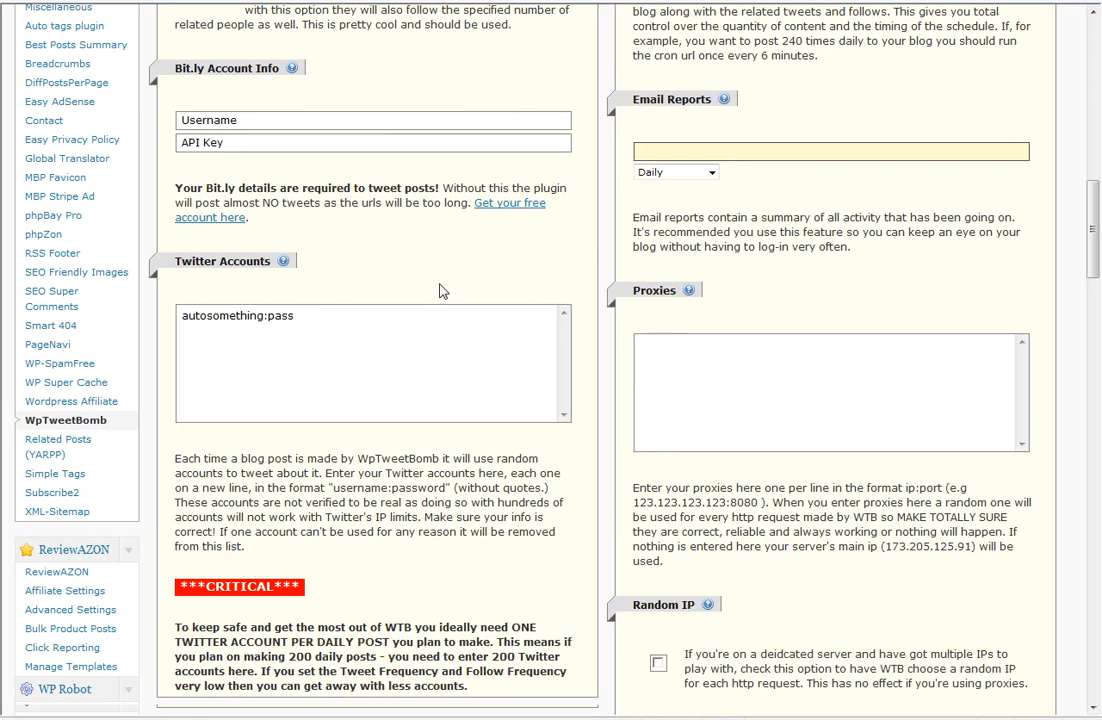 Miscellaneous
Auto tags plugin
Best Posts Summary
Breadcrumbs
DiffPostsPerPage
Easy AdSense
Contact
Easy Privacy Policy
Global Translator
MBP Favicon
MBP Stripe Ad
phpBay Pro
phpZon
RSS Footer
SEO Friendly Images
SEO Super
Comments
Smart 404
PageNavi
WP-SpamFree
WP Super Cache
Wordpress Affiliate
WpTweetBomb
Related Posts
(YARPP)
Simple Tags
Subscribe2
XML-Sitemap
ReviewAZON
ReviewAZON
Affiliate Settings
Advanced Settings
Bulk Product Posts
Click Reporting
Manage Templates
WP Robot
with this option they will also follow the specified number of
related people as well. This is pretty cool and should be used.
Bit.ly Account Info
Username
API Key
Your Bit.ly details are required to tweet posts! Without this the plugin
will post almost NO tweets as the urls will be too long. Get your free
account here.
Twitter Accounts
autosomething:pass
Each time a blog post is made by WpTweetBomb it will use random
accounts to tweet about it. Enter your Twitter accounts here, each one
on a new line, in the format "username:password" (without quotes.)
These accounts are not verified to be real as doing so with hundreds of
accounts will not work with Twitter's IP limits. Make sure your info is
correct! If one account can't be used for any reason it will be removed
from this list.
***CRITICAL***
To keep safe and get the most out of WTB you ideally need ONE
TWITTER ACCOUNT PER DAILY POST you plan to make. This means if
you plan on making 200 daily posts - you need to enter 200 Twitter
accounts here. If you set the Tweet Frequency and Follow Frequency
very low then you can get away with less accounts.
blog along with the related tweets and follows. This gives you total
control over the quantity of content and the timing of the schedule. If, for
example, you want to post 240 times daily to your blog you should run
the cron url once every 6 minutes.
Email Reports
Daily
Email reports contain a summary of all activity that has been going on.
It's recommended you use this feature so you can keep an eye on your
blog without having to log-in very often.
Proxies
Enter your proxies here one per line in the format ip:port (e.g
123.123.123.123:8080 ). When you enter proxies here a random one will
be used for every http request made by WTB so MAKE TOTALLY SURE
they are correct, reliable and always working or nothing will happen. If
nothing is entered here your server's main ip (173.205.125.91) will be
used.
Random IP
If you're on a deidcated server and have got multiple IPs to
play with, check this option to have WTB choose a random IP
for each http request. This has no effect if you're using proxies.